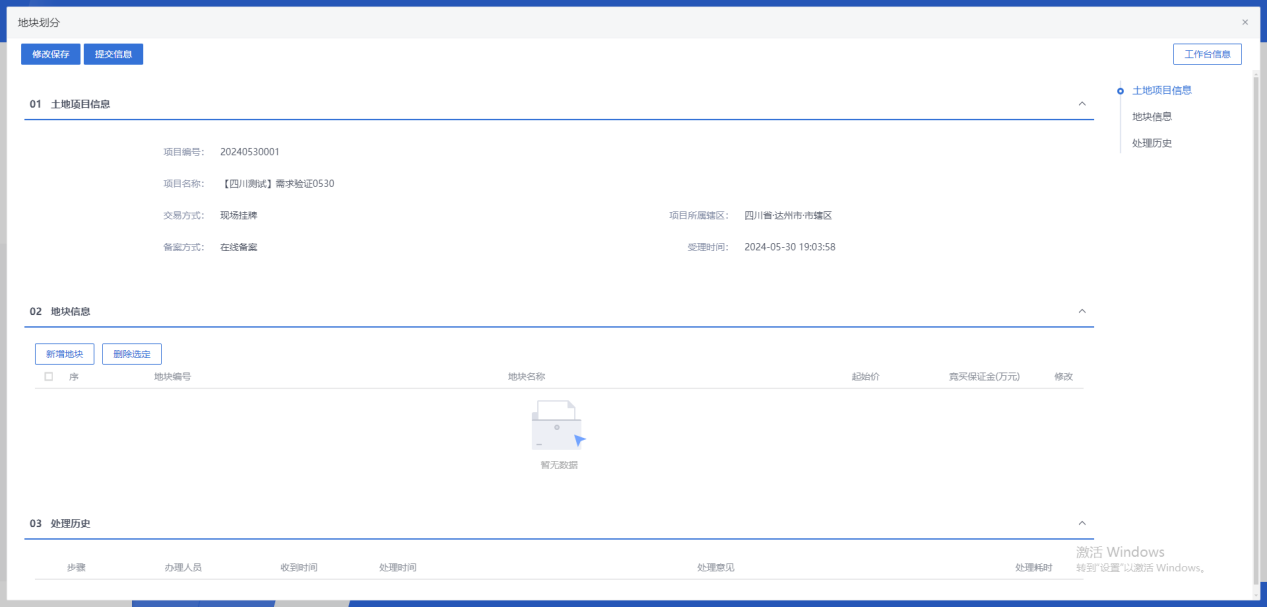 地块划分
×
修改保存 提交信息 工作台信息
土地项目信息
地块信息
处理历史
01 土地项目信息
项目编号: 20240530001
项目名称: 【四川测试】需求验证0530
交易方式: 现场挂牌 项目所属辖区: 四川省·达州市·市辖区
备案方式: 在线备案 受理时间: 2024-05-30 19:03:58
02 地块信息
新增地块 删除选定
序 地块编号 地块名称 起始价 竞买保证金(万元) 修改
暂无数据
03 处理历史
步骤 办理人员 收到时间 处理时间 处理意见 处理耗时
激活 Windows
转到"设置"以激活 Windows。